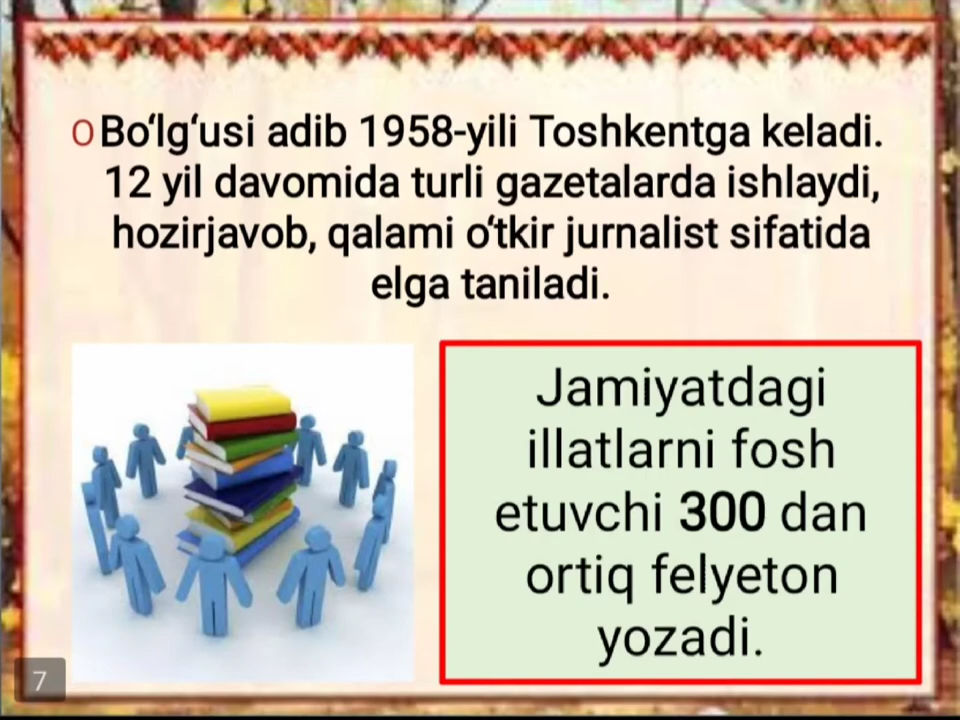 O Bo‘lg‘usi adib 1958-yili Toshkentga keladi.
12 yil davomida turli gazetalarda ishlaydi,
hozirjavob, qalami o‘tkir jurnalist sifatida
elga taniladi.
Jamiyatdagi
illatlarni fosh
etuvchi 300 dan
ortiq felyeton
yozadi.
7